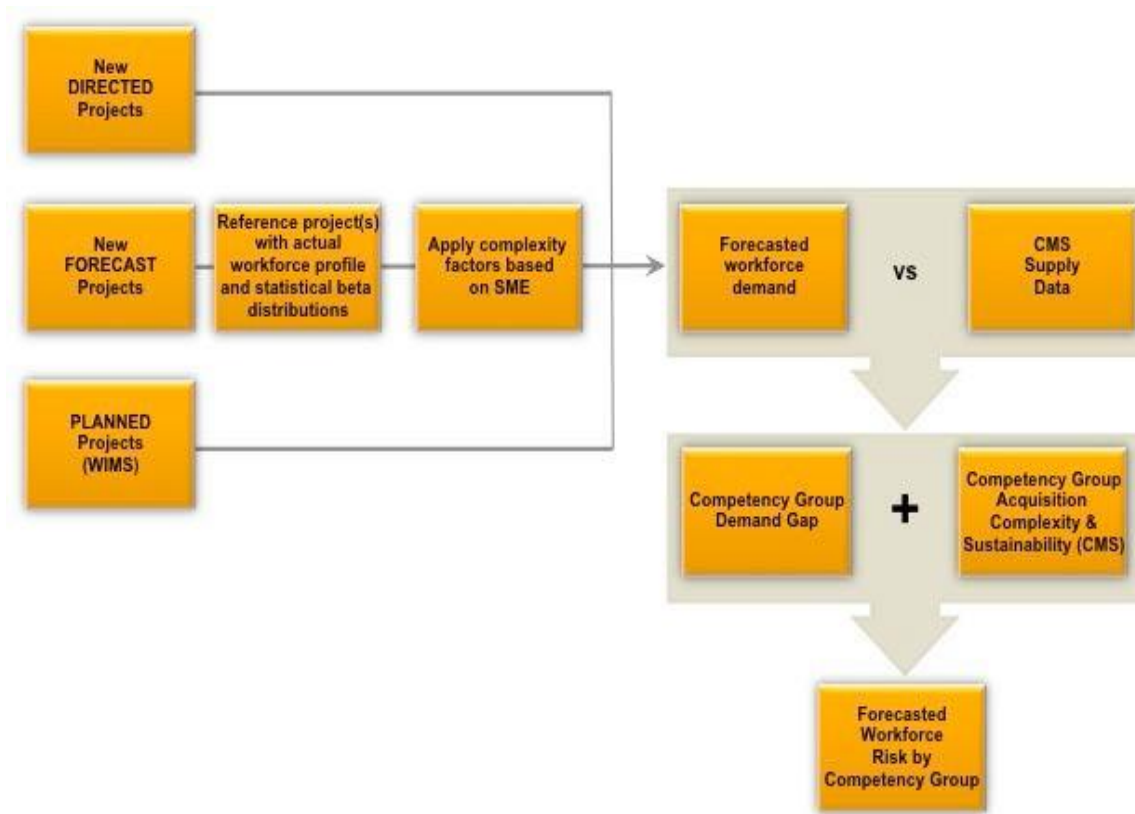 New
DIRECTED
Projects
New
FORECAST
Projects
Reference project(s)
with actual
workforce profile
and statistical beta
distributions
Apply complexity
factors based
on SME
Forecasted
workforce
demand
vs
CMS
Supply
Data
PLANNED
Projects
(WIMS)
Competency Group
Demand Gap
+
Competency Group
Acquisition
Complexity &
Sustainability (CMS)
Forecasted
Workforce
Risk by
Competency Group